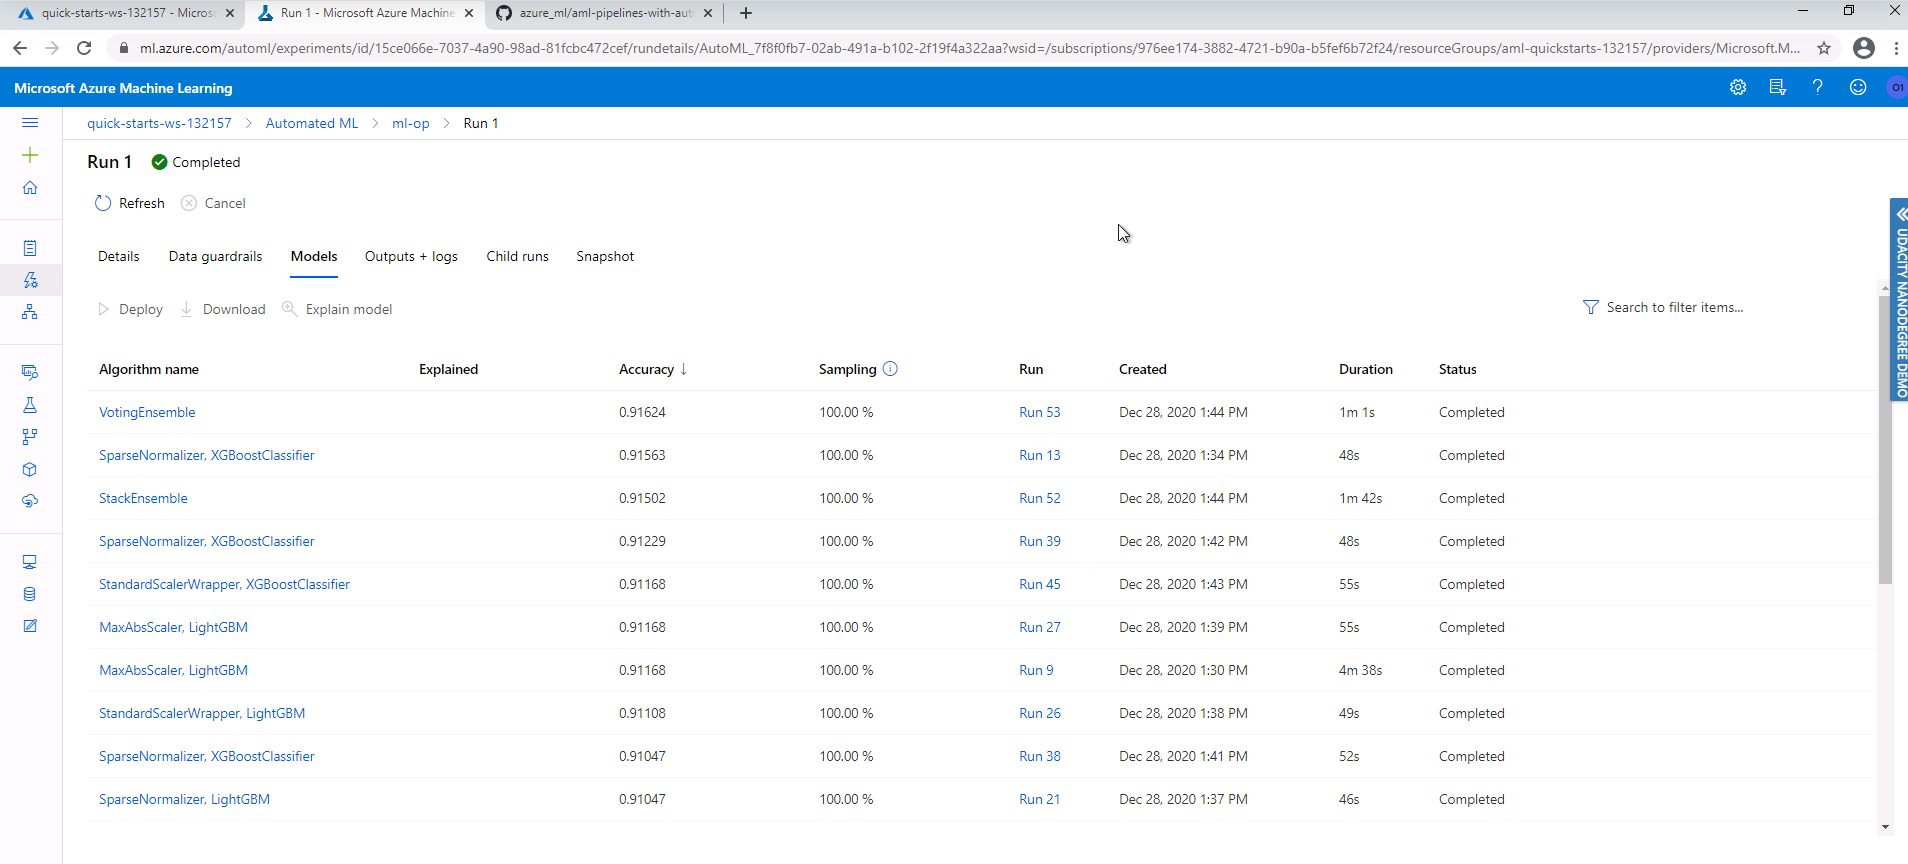 quick-starts-ws-132157 - Micros
Run 1 - Microsoft Azure Machine
azure_ml/aml-pipelines-with-aut
ml.azure.com/automl/experiments/id/15ce066e-7037-4a90-98ad-81fcbc472cef/rundetails/AutoML_7f8f0fb7-02ab-491a-b102-2f19f4a322aa?wsid=/subscriptions/976ee174-3882-4721-b90a-b5fef6b72f24/resourceGroups/aml-quickstarts-132157/providers/Microsoft.M...
Microsoft Azure Machine Learning
O1
quick-starts-ws-132157 > Automated ML > ml-op > Run 1
Run 1 Completed
Refresh Cancel
Details Data guardrails Models Outputs + logs Child runs Snapshot
Deploy Download Explain model Search to filter items...
Algorithm name Explained Accuracy ↓ Sampling Run Created Duration Status
VotingEnsemble 0.91624 100.00 % Run 53 Dec 28, 2020 1:44 PM 1m 1s Completed
SparseNormalizer, XGBoostClassifier 0.91563 100.00 % Run 13 Dec 28, 2020 1:34 PM 48s Completed
StackEnsemble 0.91502 100.00 % Run 52 Dec 28, 2020 1:44 PM 1m 42s Completed
SparseNormalizer, XGBoostClassifier 0.91229 100.00 % Run 39 Dec 28, 2020 1:42 PM 48s Completed
StandardScalerWrapper, XGBoostClassifier 0.91168 100.00 % Run 45 Dec 28, 2020 1:43 PM 55s Completed
MaxAbsScaler, LightGBM 0.91168 100.00 % Run 27 Dec 28, 2020 1:39 PM 55s Completed
MaxAbsScaler, LightGBM 0.91168 100.00 % Run 9 Dec 28, 2020 1:30 PM 4m 38s Completed
StandardScalerWrapper, LightGBM 0.91108 100.00 % Run 26 Dec 28, 2020 1:38 PM 49s Completed
SparseNormalizer, XGBoostClassifier 0.91047 100.00 % Run 38 Dec 28, 2020 1:41 PM 52s Completed
SparseNormalizer, LightGBM 0.91047 100.00 % Run 21 Dec 28, 2020 1:37 PM 46s Completed
UDACITY NANODEGREE DEMO